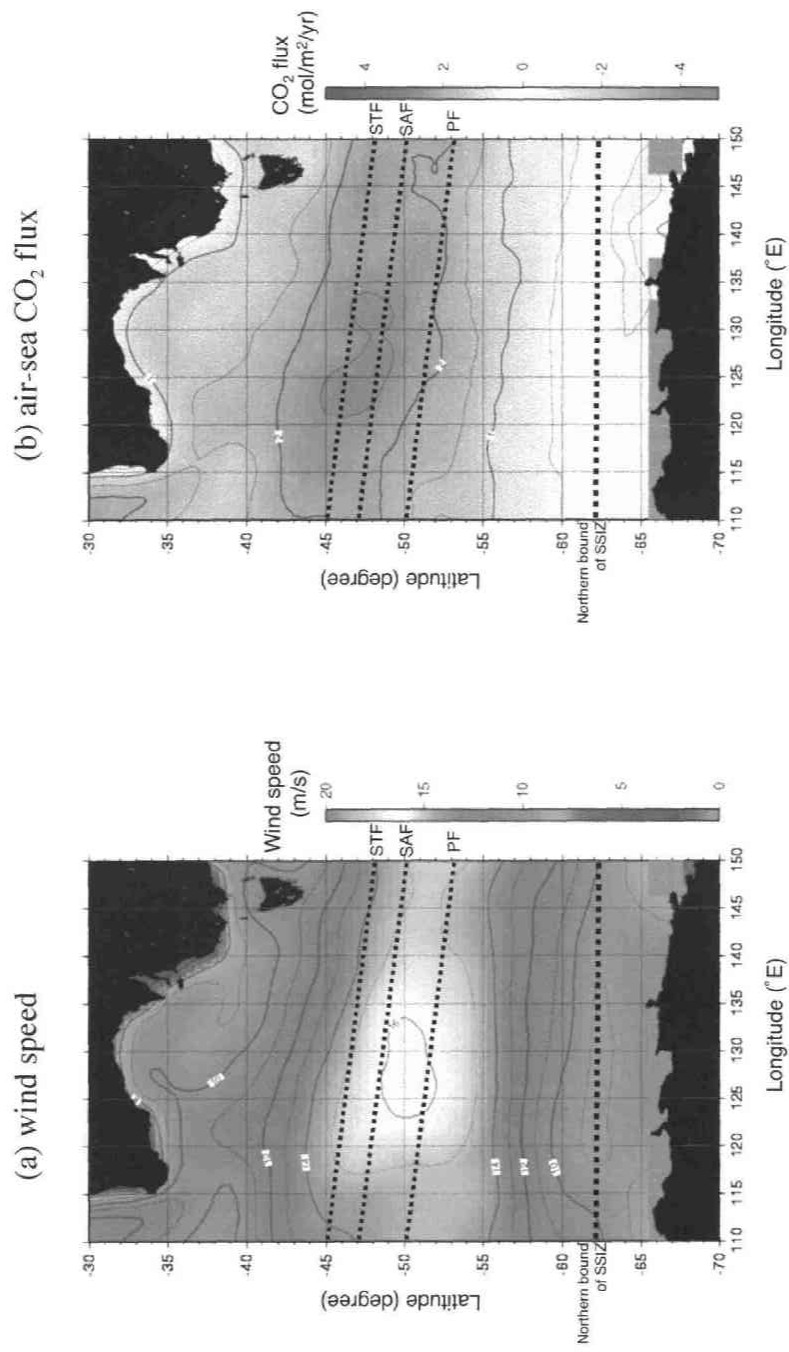 (a) wind speed
Wind speed
(m/s)
20
15
10
5
0
STF
SAF
PF
-30
-35
-40
-45
-50
-55
-60
-65
-70
Latitude (degree)
Northern bound
of SSIZ
110
115
120
125
130
135
140
145
150
Longitude (°E)
(b) air-sea CO₂ flux
CO₂ flux
(mol/m²/yr)
4
2
0
-2
-4
STF
SAF
PF
-30
-35
-40
-45
-50
-55
-60
-65
-70
Latitude (degree)
Northern bound
of SSIZ
110
115
120
125
130
135
140
145
150
Longitude (°E)